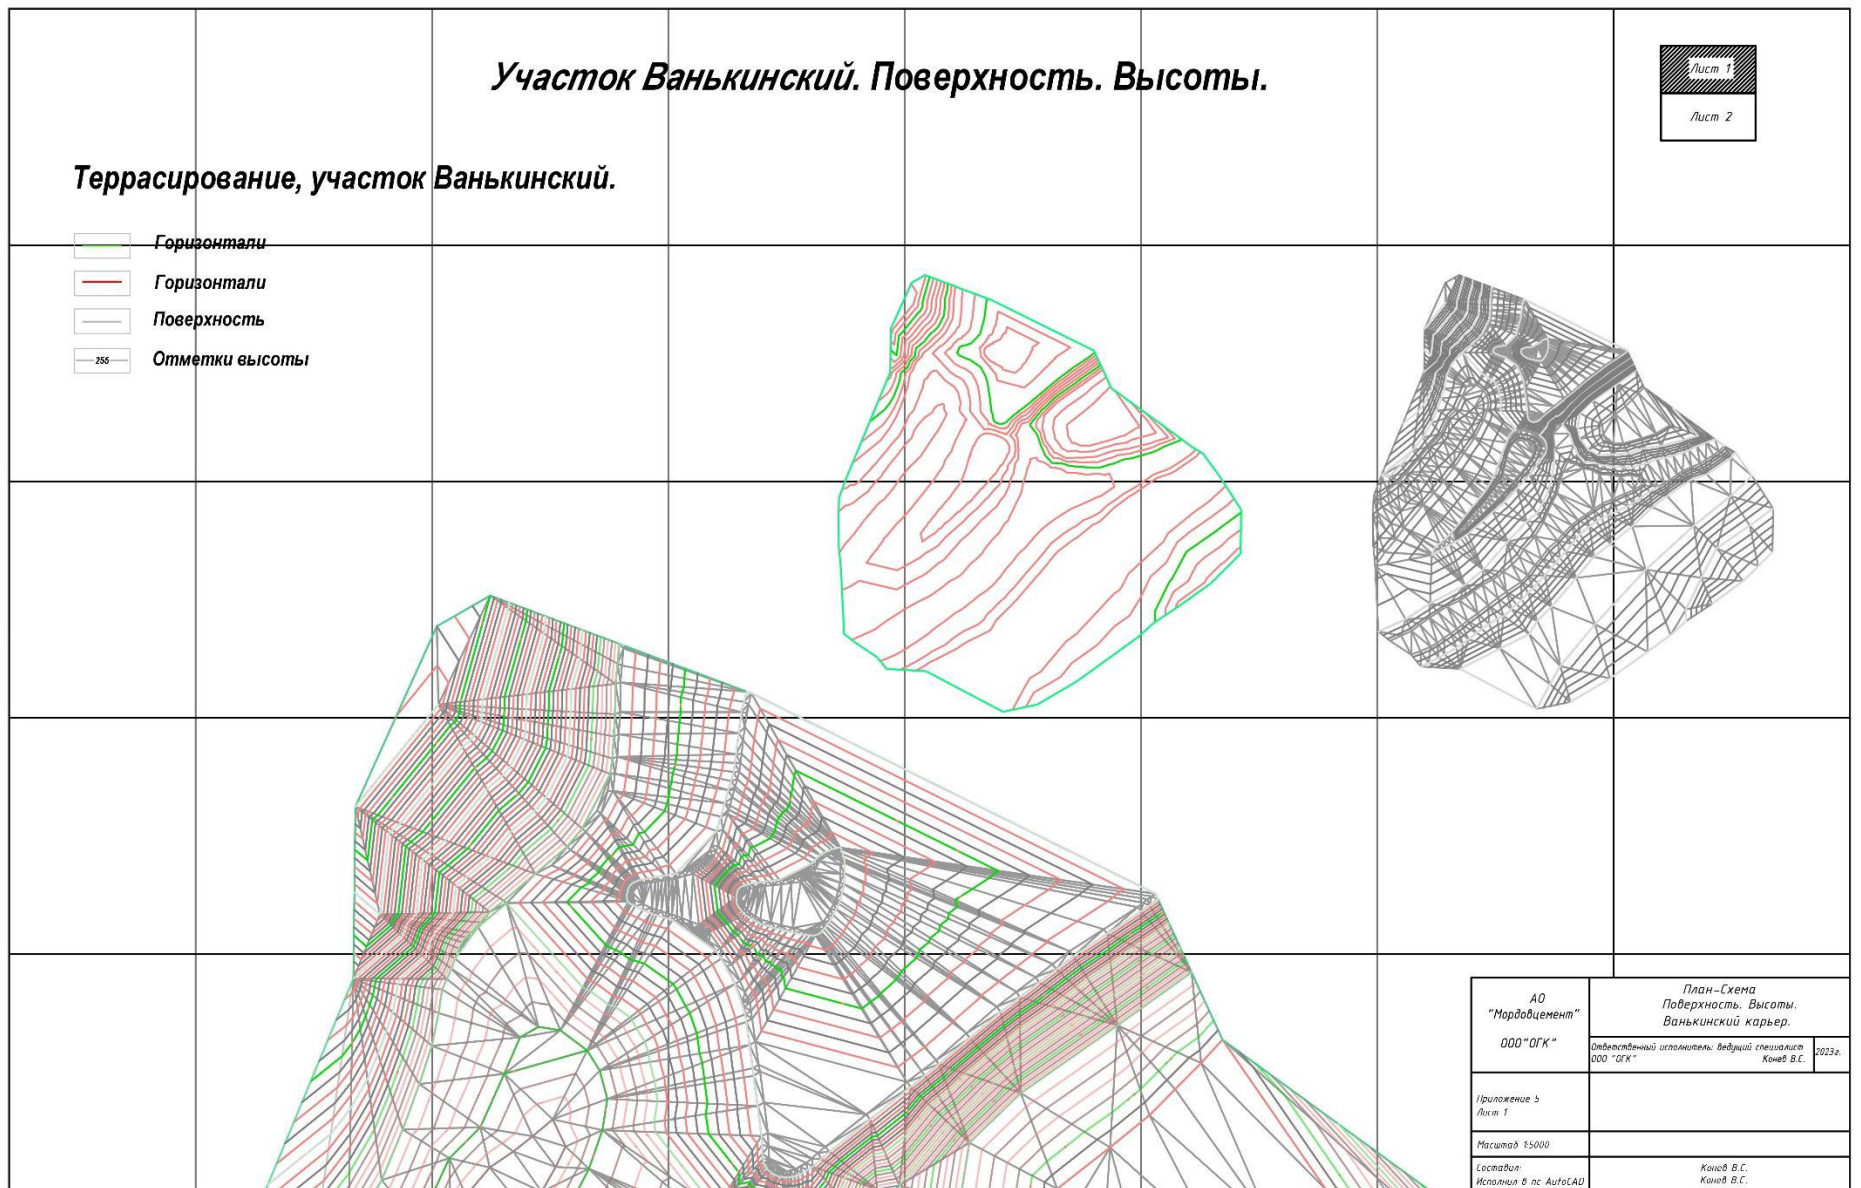 Участок Ванькинский. Поверхность. Высоты.
Лист 1
Лист 2
Террасирование, участок Ванькинский.
Горизонтали
Горизонтали
Поверхность
255 Отметки высоты
АО
"Мордовцемент"
ООО"ОГК"
План-Схема
Поверхность. Высоты.
Ванькинский карьер.
Ответственный исполнитель: ведущий специалист
ООО "ОГК" Конев В.С.
2023г.
Приложение 5
Лист 1
Масштаб 1:5000
Составил: Конев В.С.
Исполнил в пс AutoCAD Конев В.С.